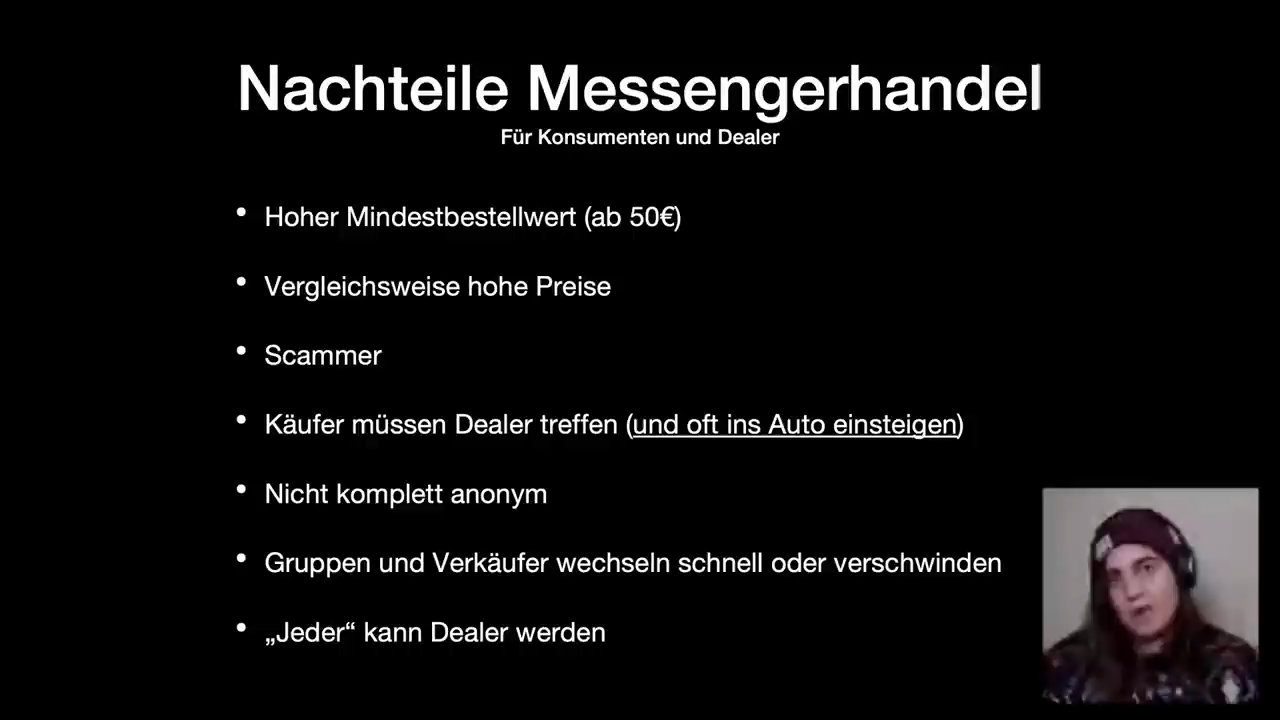 Nachteile Messengerhandel
Für Konsumenten und Dealer
• Hoher Mindestbestellwert (ab 50€)
• Vergleichsweise hohe Preise
• Scammer
• Käufer müssen Dealer treffen (und oft ins Auto einsteigen)
• Nicht komplett anonym
• Gruppen und Verkäufer wechseln schnell oder verschwinden
• „Jeder“ kann Dealer werden